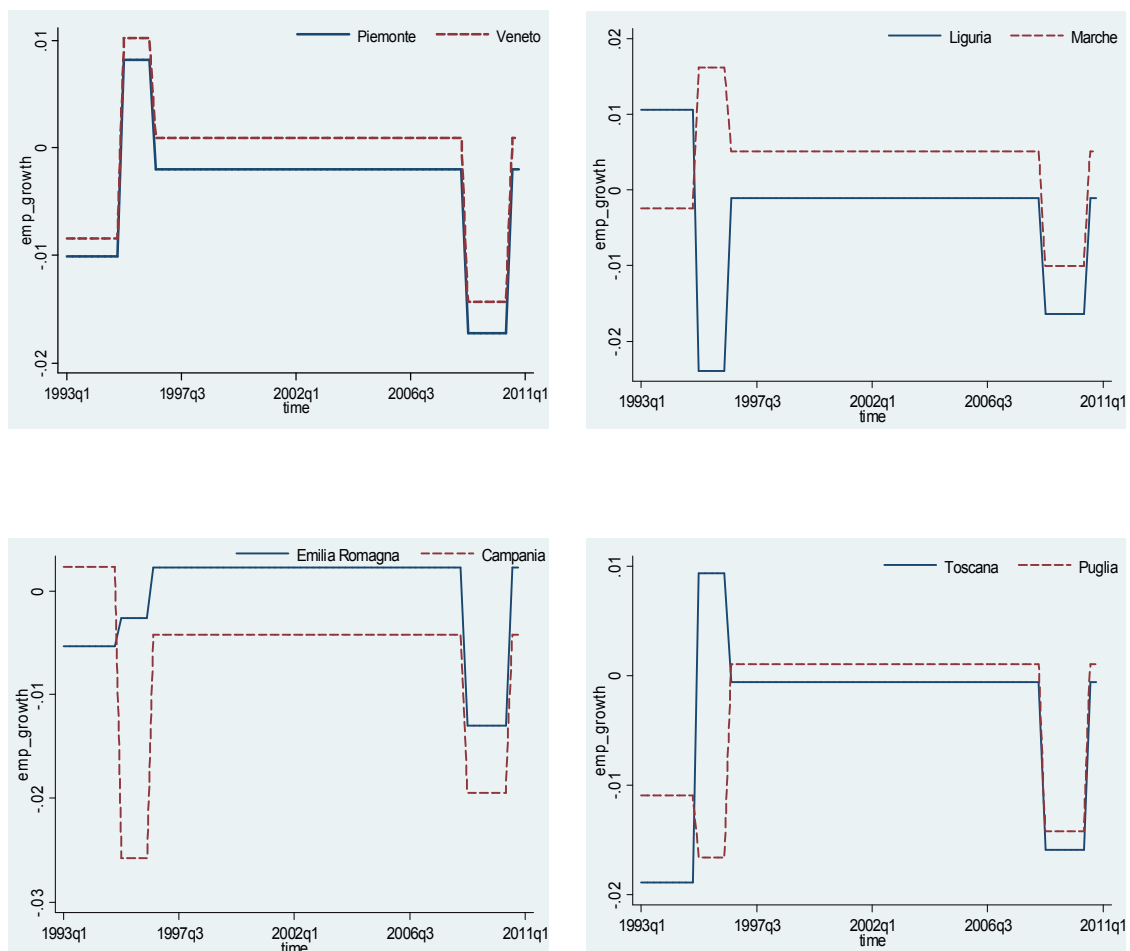 Piemonte Veneto
.01
0
-.01
-.02
emp_growth
1993q1 1997q3 2002q1 2006q3 2011q1
time
Liguria Marche
.02
.01
0
-.01
-.02
emp_growth
1993q1 1997q3 2002q1 2006q3 2011q1
time
Emilia Romagna Campania
0
-.01
-.02
-.03
emp_growth
1993q1 1997q3 2002q1 2006q3 2011q1
time
Toscana Puglia
.01
0
-.01
-.02
emp_growth
1993q1 1997q3 2002q1 2006q3 2011q1
time